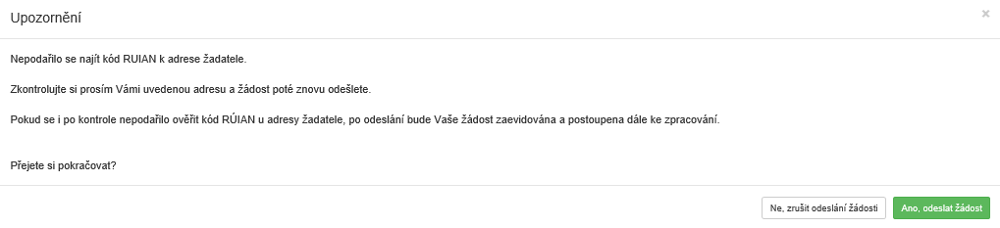 Upozornění
×
Nepodařilo se najít kód RUIAN k adrese žadatele.
Zkontrolujte si prosím Vámi uvedenou adresu a žádost poté znovu odešlete.
Pokud se i po kontrole nepodařilo ověřit kód RÚIAN u adresy žadatele, po odeslání bude Vaše žádost zaevidována a postoupena dále ke zpracování.
Přejete si pokračovat?
Ne, zrušit odeslání žádosti
Ano, odeslat žádost